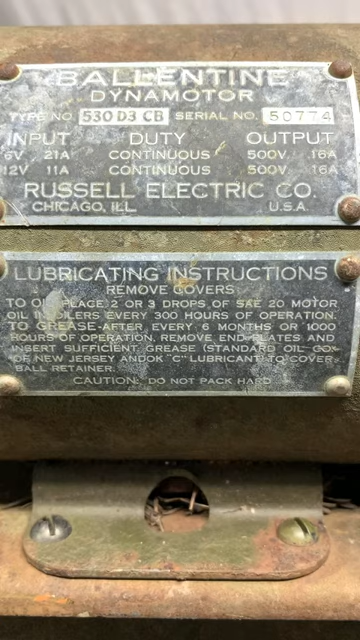 BALLENTINE
DYNAMOTOR
TYPE NO. 530 D3 CB SERIAL NO. 50774
INPUT DUTY OUTPUT
6V 21A CONTINUOUS 500V. 16A
12V 11A CONTINUOUS 500V. 16A
RUSSELL ELECTRIC CO.
CHICAGO, ILL. U.S.A.
LUBRICATING INSTRUCTIONS
REMOVE COVERS
TO OIL-PLACE 2 OR 3 DROPS OF SAE 20 MOTOR
OIL IN OILERS EVERY 300 HOURS OF OPERATION.
TO GREASE-AFTER EVERY 6 MONTHS OR 1000
HOURS OF OPERATION, REMOVE END PLATES AND
INSERT SUFFICIENT GREASE (STANDARD OIL CO.
OF NEW JERSEY ANDOK "C" LUBRICANT) TO COVER
BALL RETAINER.
CAUTION: DO NOT PACK HARD